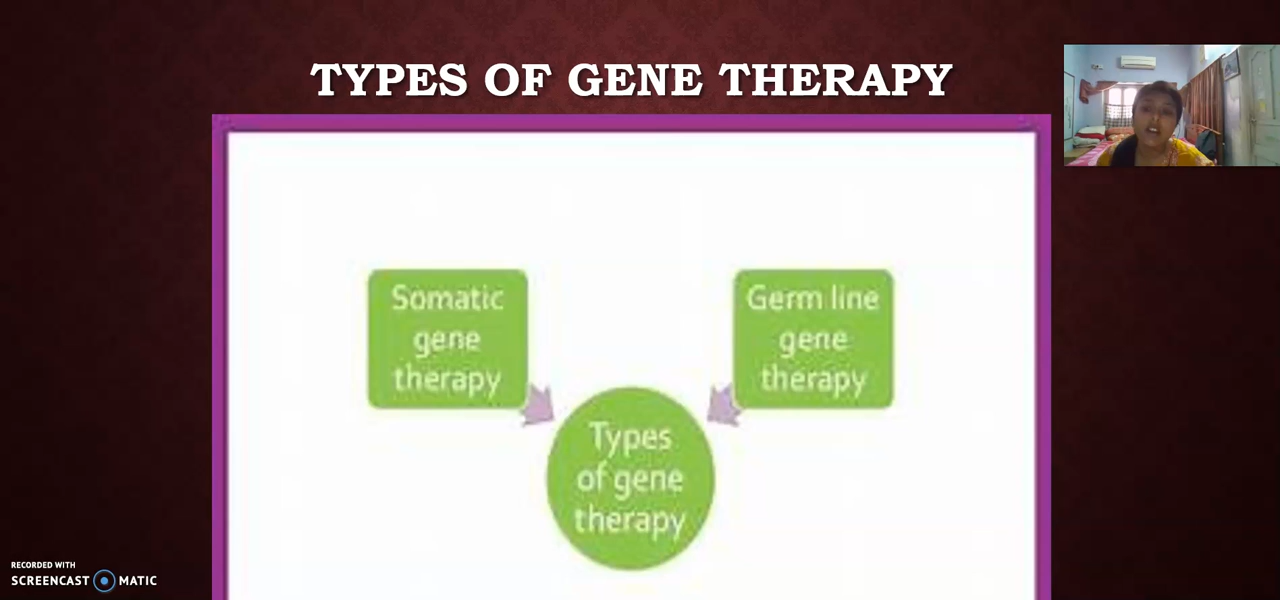 TYPES OF GENE THERAPY
Somatic
gene
therapy
Germ line
gene
therapy
Types
of gene
therapy
RECORDED WITH
SCREENCAST MATIC